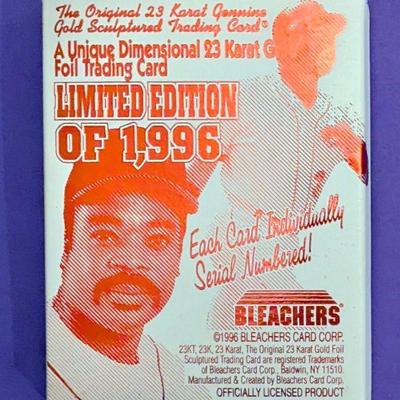 The Original 23 Karat Genuine
Gold Sculptured Trading Card®
A Unique Dimensional 23 Karat G
Foil Trading Card
LIMITED EDITION
OF 1,996
Each Card Individually
Serial Numbered!
BLEACHERS®
©1996 BLEACHERS CARD CORP.
23KT, 23K, 23 Karat, The Original 23 Karat Gold Foil
Sculptured Trading Card are registered Trademarks
of Bleachers Card Corp., Baldwin, NY 11510.
Manufactured & Created by Bleachers Card Corp.
OFFICIALLY LICENSED PRODUCT